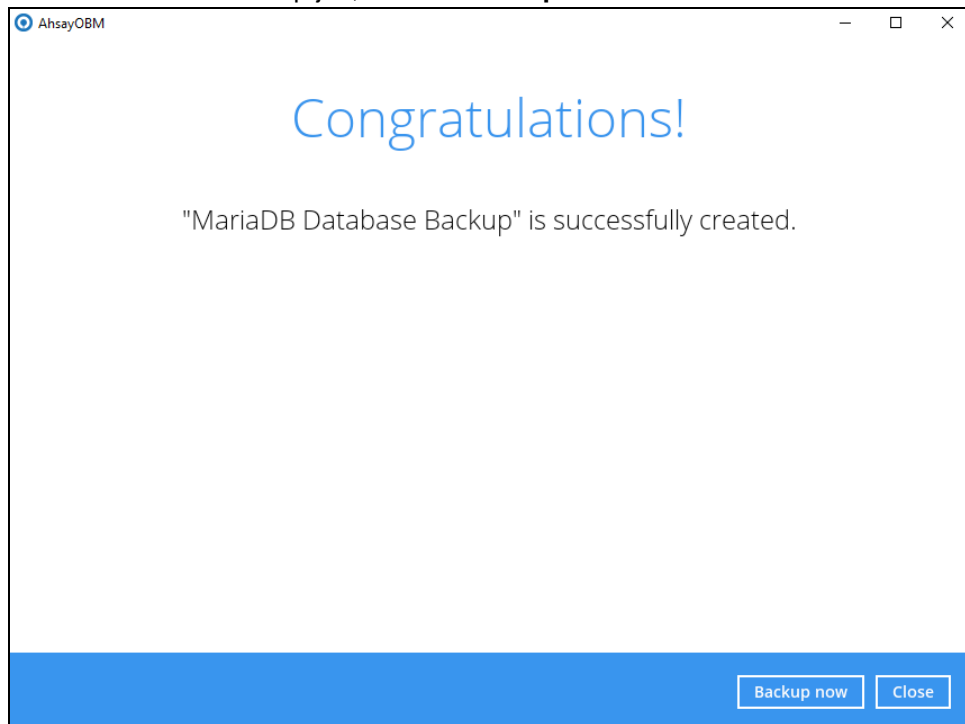 AhsayOBM
Congratulations!
"MariaDB Database Backup" is successfully created.
Backup now Close